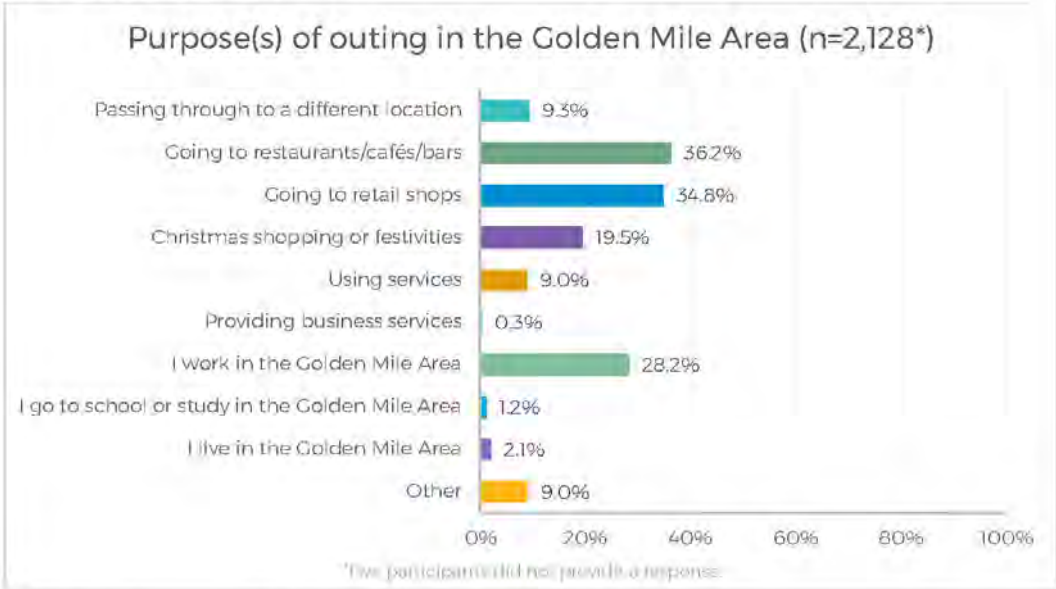 Purpose(s) of outing in the Golden Mile Area (n=2,128*)
Passing through to a different location 9.3%
Going to restaurants/cafés/bars 36.2%
Going to retail shops 34.8%
Christmas shopping or festivities 19.5%
Using services 9.0%
Providing business services 0.3%
I work in the Golden Mile Area 28.2%
I go to school or study in the Golden Mile Area 1.2%
I live in the Golden Mile Area 2.1%
Other 9.0%
0% 20% 40% 60% 80% 100%
participants did not provide a response